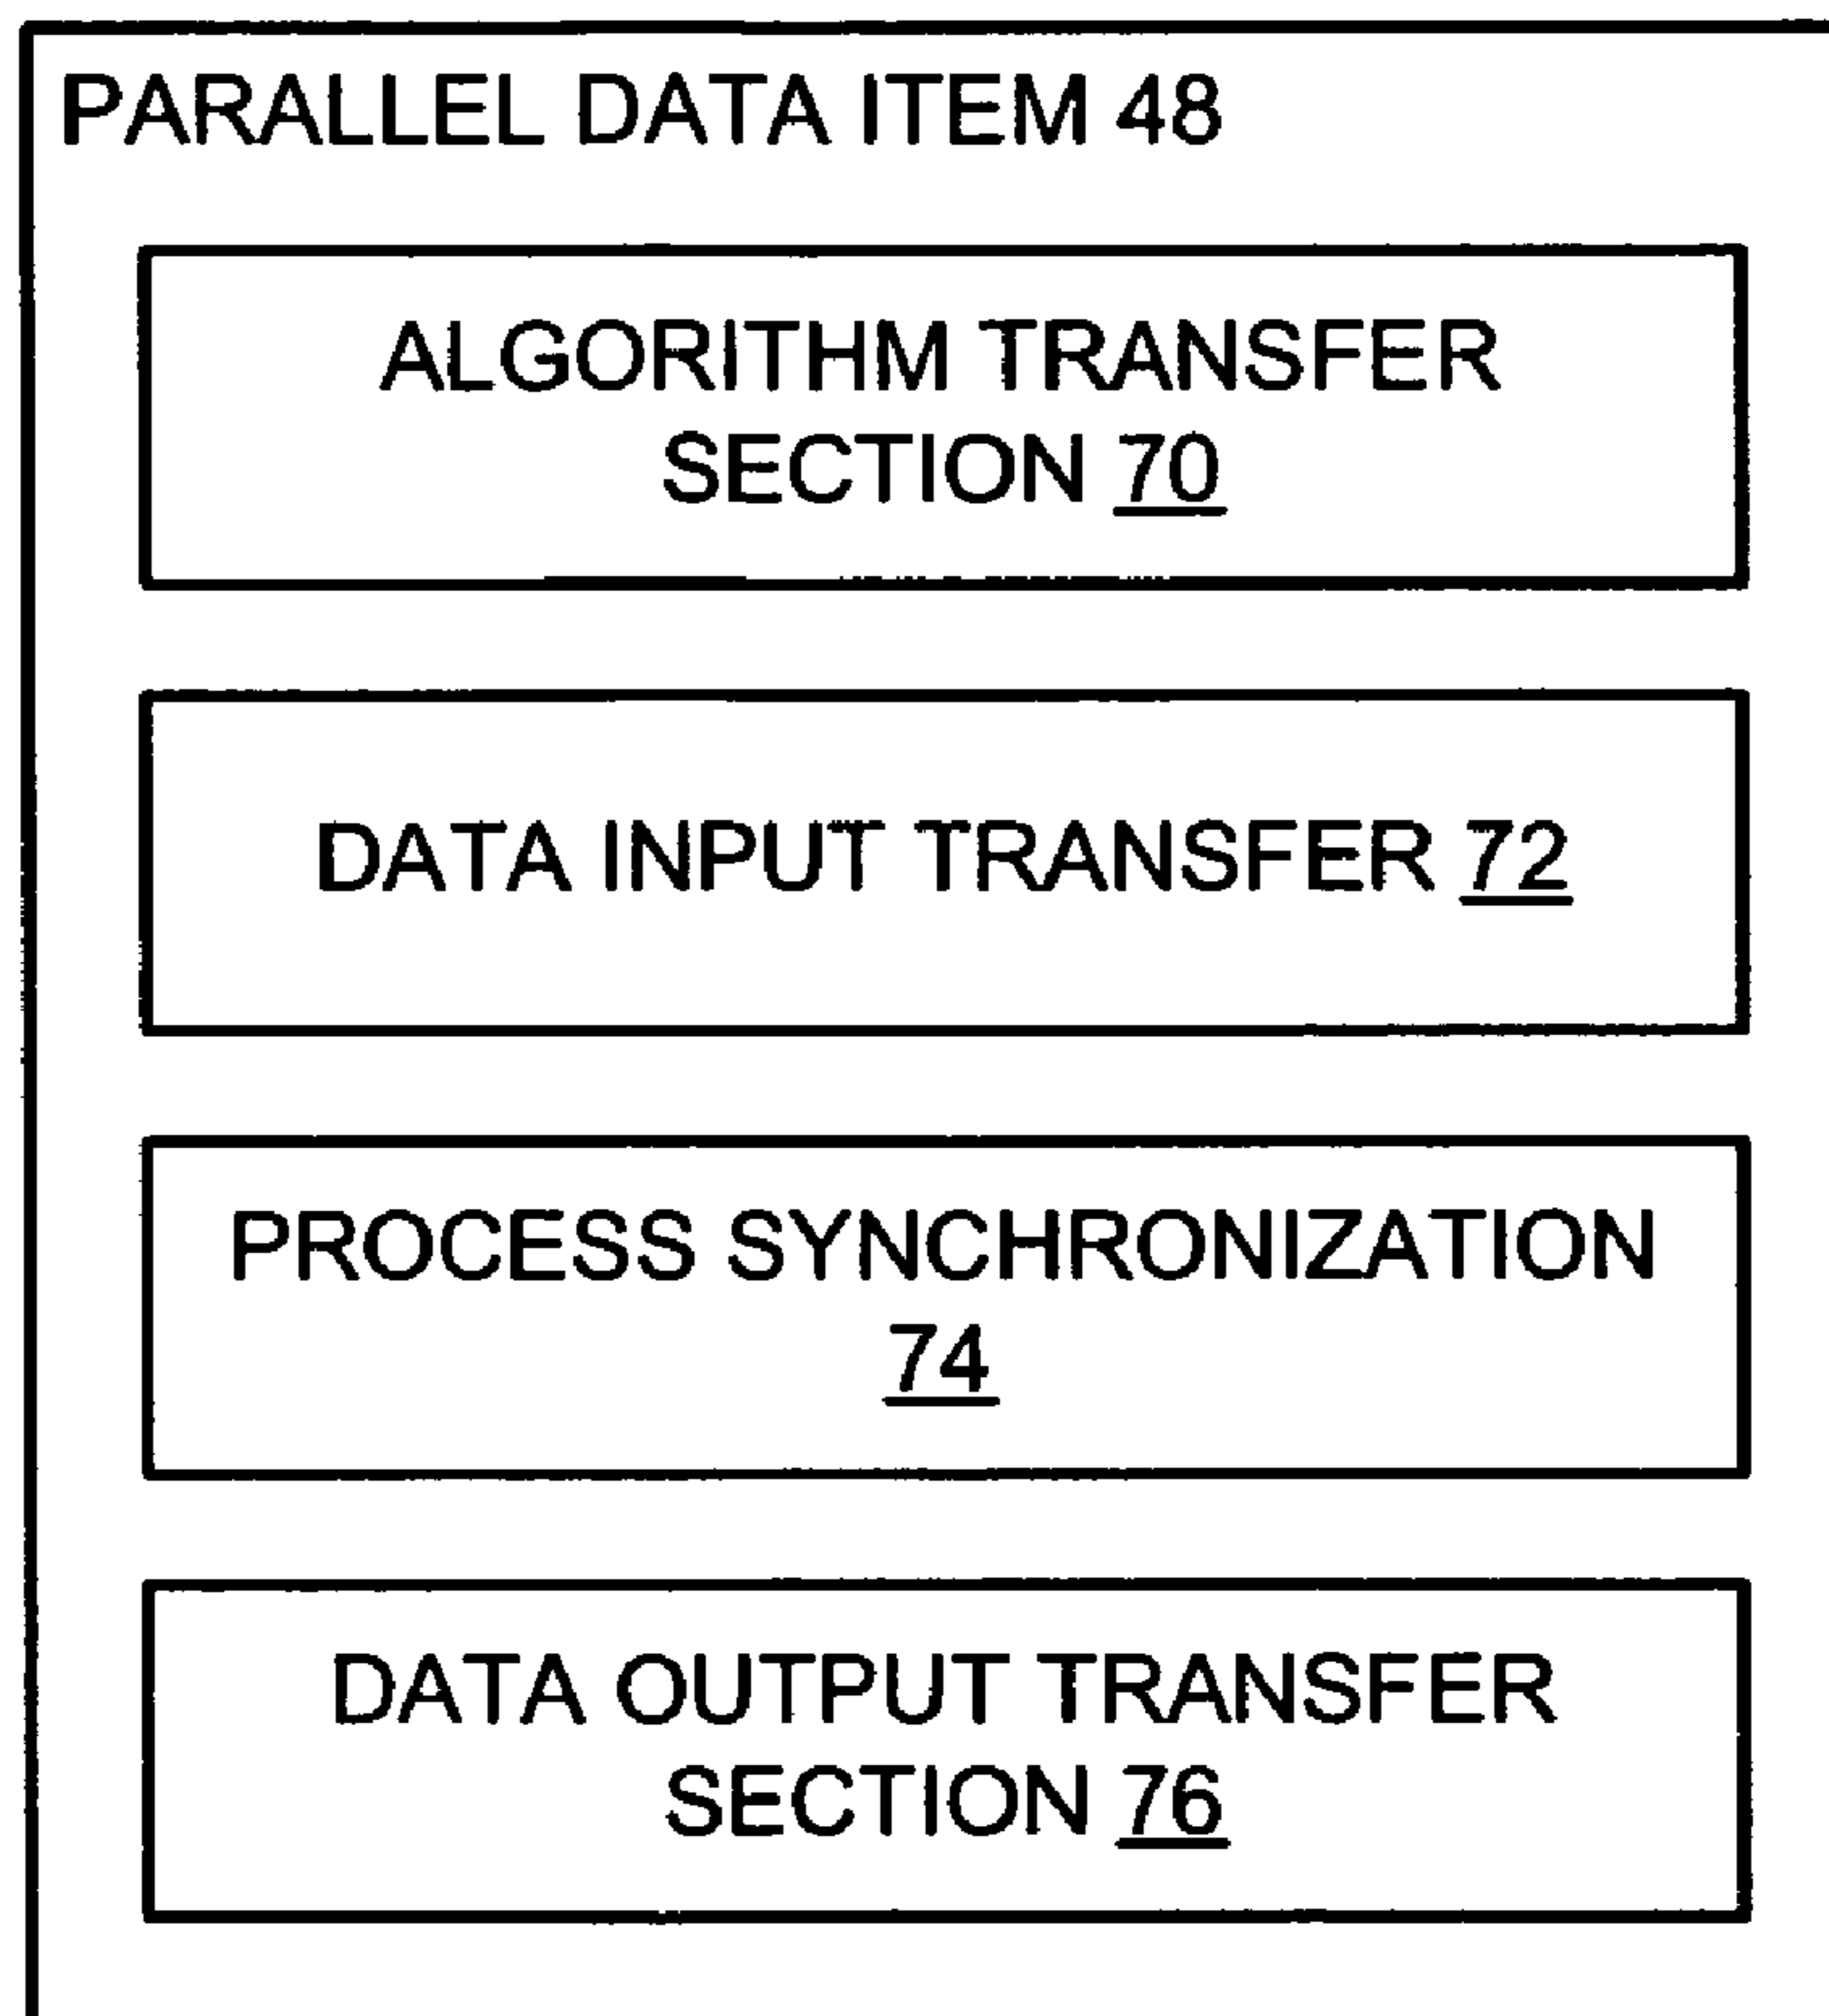 PARALLEL DATA ITEM 48
ALGORITHM TRANSFER
SECTION 70
DATA INPUT TRANSFER 72
PROCESS SYNCHRONIZATION
74
DATA OUTPUT TRANSFER
SECTION 76